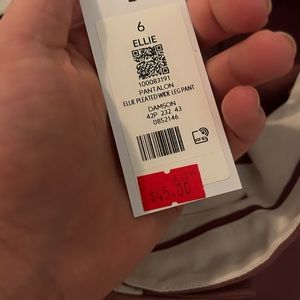 6
ELLIE
100083191
PANTALON
ELLIE PLEATED WIDE LEG PANT
DAMSON
42P 232 43
0852146
$45.00